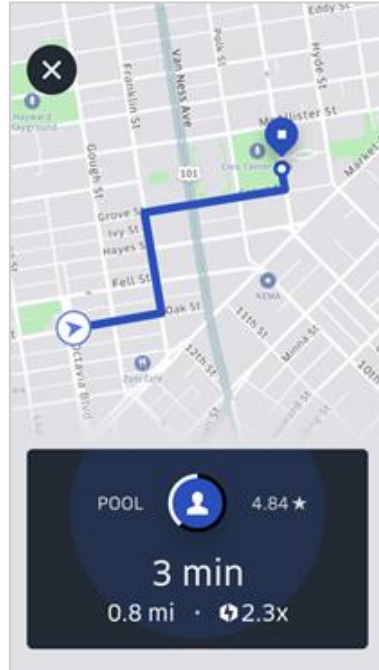 Eddy St
Polk St
Hyde St
Van Ness Ave
Franklin St
Hayward
Playground
McAllister St
Gough St
101
Civic Center
Market
Grove St
Ivy St
Hayes St
Fell St
NEMA
Oak St
11th St
Minna St
Octavia Blvd
12th St
Zuni Cafe
POOL 4.84★
3 min
0.8 mi · 2.3x